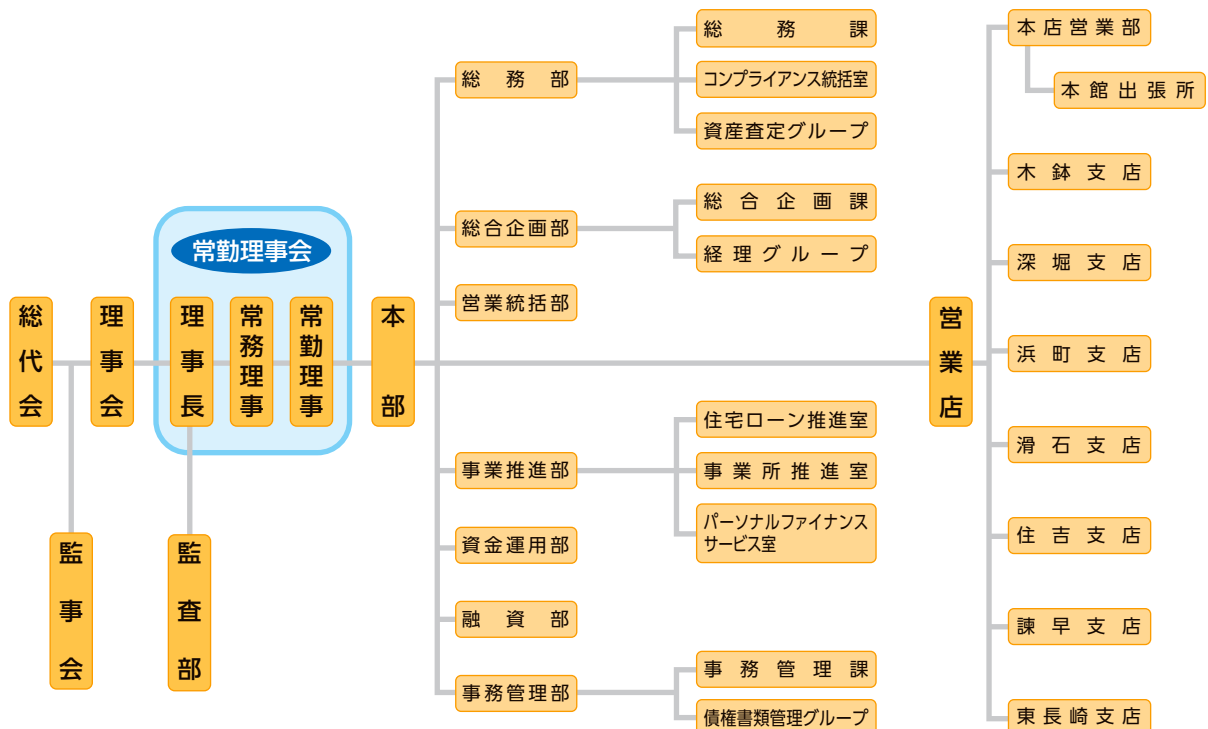 総代会
監事会
理事会
常勤理事会
理事長
常務理事
常勤理事
監査部
本部
総務部
総務課
コンプライアンス統括室
資産査定グループ
総合企画部
総合企画課
経理グループ
営業統括部
事業推進部
住宅ローン推進室
事業所推進室
パーソナルファイナンス
サービス室
資金運用部
融資部
事務管理部
事務管理課
債権書類管理グループ
営業店
本店営業部
本館出張所
木鉢支店
深堀支店
浜町支店
滑石支店
住吉支店
諫早支店
東長崎支店